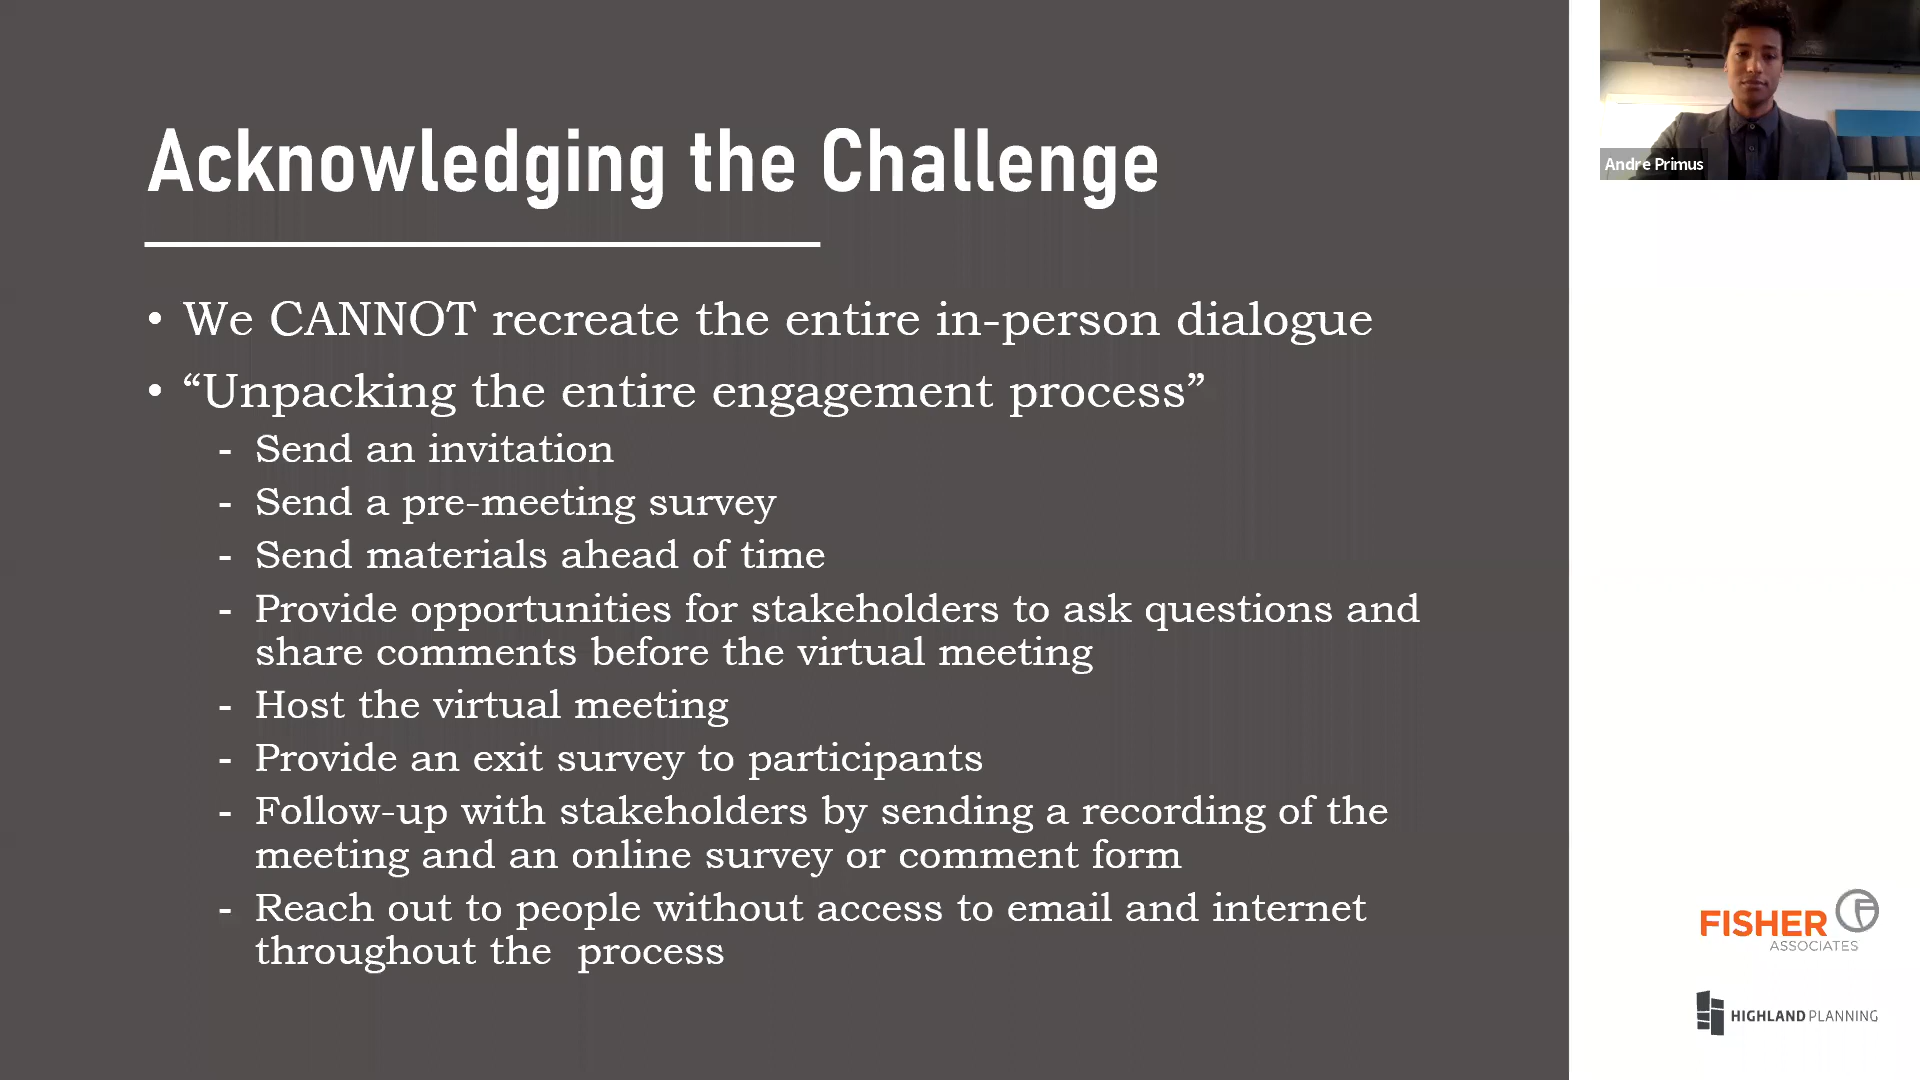 Acknowledging the Challenge
• We CANNOT recreate the entire in-person dialogue
• “Unpacking the entire engagement process”
- Send an invitation
- Send a pre-meeting survey
- Send materials ahead of time
- Provide opportunities for stakeholders to ask questions and
share comments before the virtual meeting
- Host the virtual meeting
- Provide an exit survey to participants
- Follow-up with stakeholders by sending a recording of the
meeting and an online survey or comment form
- Reach out to people without access to email and internet
throughout the  process
Andre Primus
FISHER
ASSOCIATES
HIGHLAND PLANNING